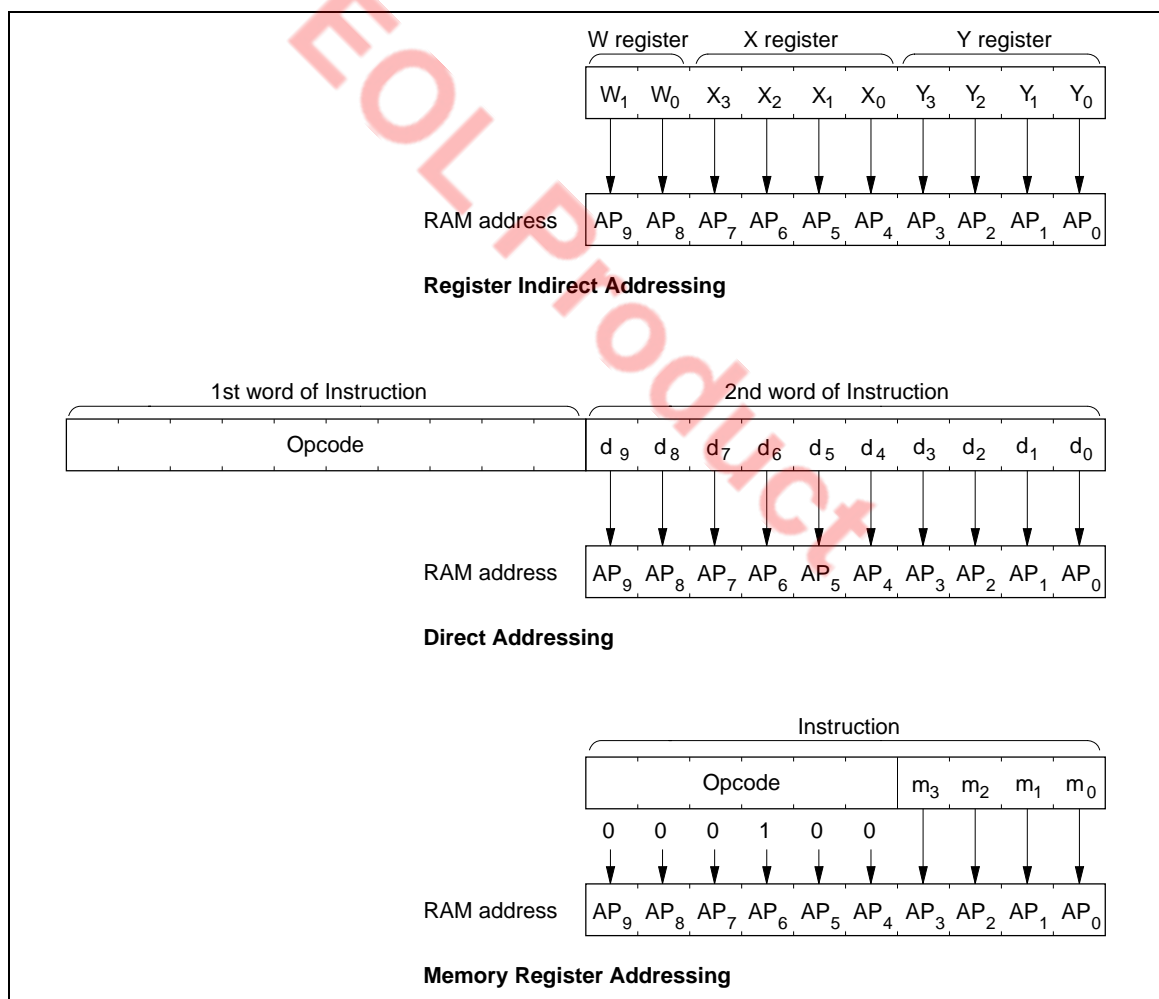 W register X register Y register
W1 W0 X3 X2 X1 X0 Y3 Y2 Y1 Y0
RAM address AP9 AP8 AP7 AP6 AP5 AP4 AP3 AP2 AP1 AP0
Register Indirect Addressing
1st word of Instruction 2nd word of Instruction
Opcode d9 d8 d7 d6 d5 d4 d3 d2 d1 d0
RAM address AP9 AP8 AP7 AP6 AP5 AP4 AP3 AP2 AP1 AP0
Direct Addressing
Instruction
Opcode m3 m2 m1 m0
0 0 0 1 0 0
RAM address AP9 AP8 AP7 AP6 AP5 AP4 AP3 AP2 AP1 AP0
Memory Register Addressing
EOL Product